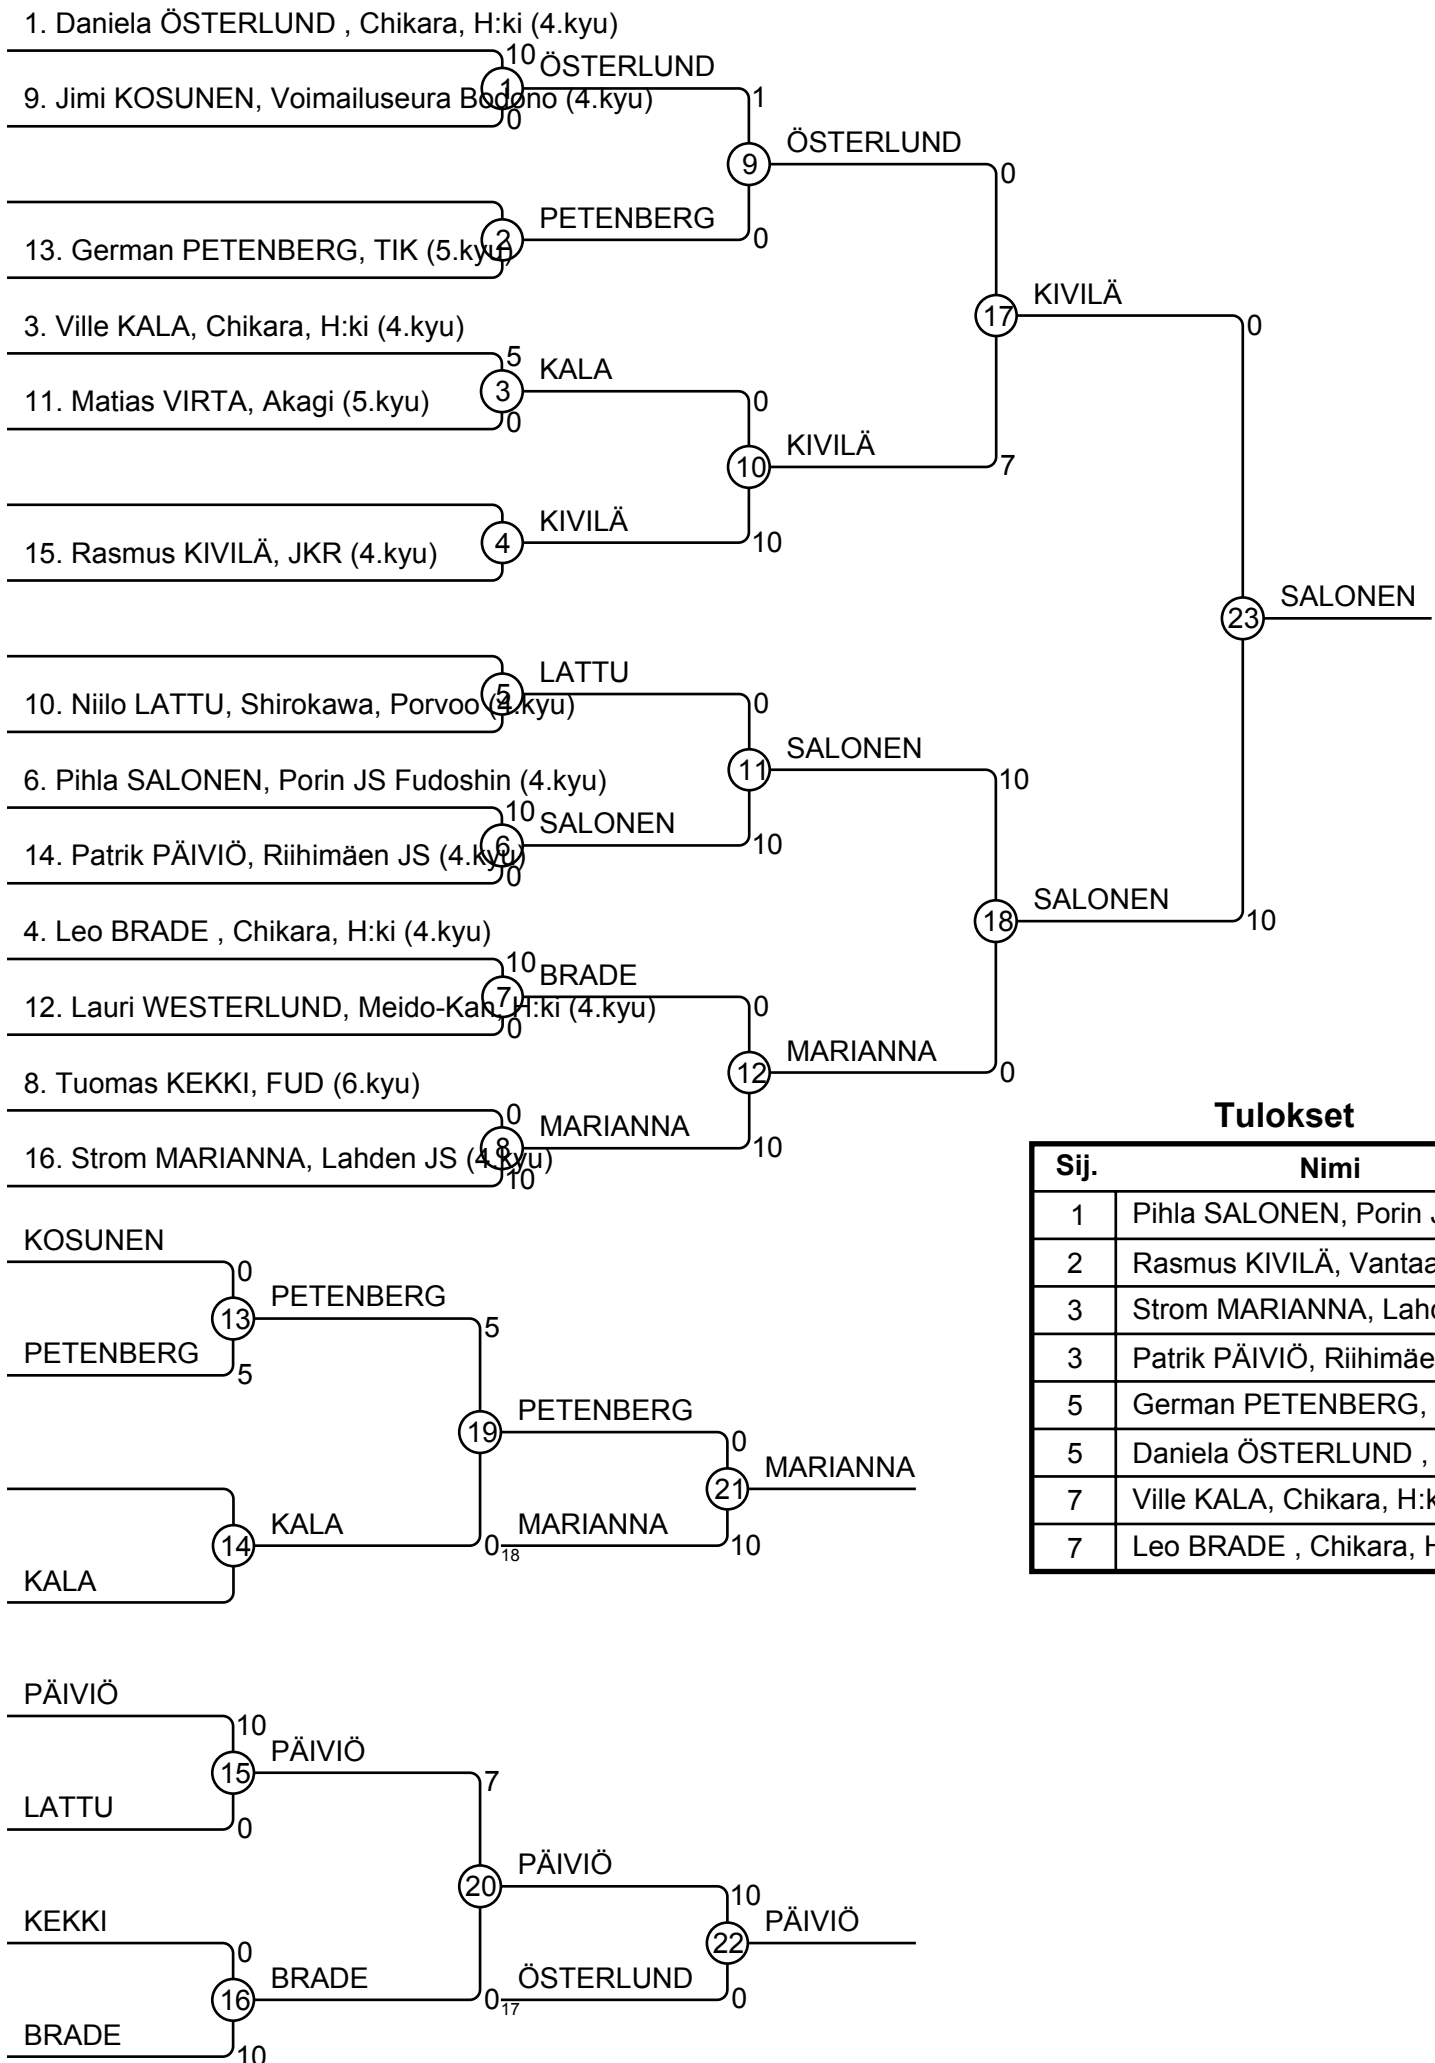 1. Daniela ÖSTERLUND , Chikara, H:ki (4.kyu)
10
ÖSTERLUND
1
9. Jimi KOSUNEN, Voimailuseura Bodono (4.kyu)
1
0
ÖSTERLUND
9
0
PETENBERG
2
0
13. German PETENBERG, TIK (5.kyu)
KIVILÄ
17
0
3. Ville KALA, Chikara, H:ki (4.kyu)
5
KALA
3
0
11. Matias VIRTA, Akagi (5.kyu)
0
KIVILÄ
10
7
KIVILÄ
4
10
15. Rasmus KIVILÄ, JKR (4.kyu)
SALONEN
23
LATTU
5
0
10. Niilo LATTU, Shirokawa, Porvoo (4.kyu)
SALONEN
11
10
6. Pihla SALONEN, Porin JS Fudoshin (4.kyu)
10
SALONEN
6
10
14. Patrik PÄIVIÖ, Riihimäen JS (4.kyu)
0
SALONEN
18
10
4. Leo BRADE , Chikara, H:ki (4.kyu)
10
BRADE
7
0
12. Lauri WESTERLUND, Meido-Kan, H:ki (4.kyu)
0
MARIANNA
12
0
8. Tuomas KEKKI, FUD (6.kyu)
0
MARIANNA
8
10
16. Strom MARIANNA, Lahden JS (4.kyu)
10
Tulokset
Sij. Nimi
1 Pihla SALONEN, Porin
2 Rasmus KIVILÄ, Vantaa
3 Strom MARIANNA, Lah
3 Patrik PÄIVIÖ, Riihimäe
5 German PETENBERG,
5 Daniela ÖSTERLUND ,
7 Ville KALA, Chikara, H:k
7 Leo BRADE , Chikara,
KOSUNEN
0
13
PETENBERG
5
PETENBERG
5
PETENBERG
19
0
MARIANNA
21
14
KALA
0
18
MARIANNA
10
KALA
PÄIVIÖ
10
15
PÄIVIÖ
7
LATTU
0
PÄIVIÖ
20
10
PÄIVIÖ
22
KEKKI
0
16
BRADE
0
17
ÖSTERLUND
0
BRADE
10